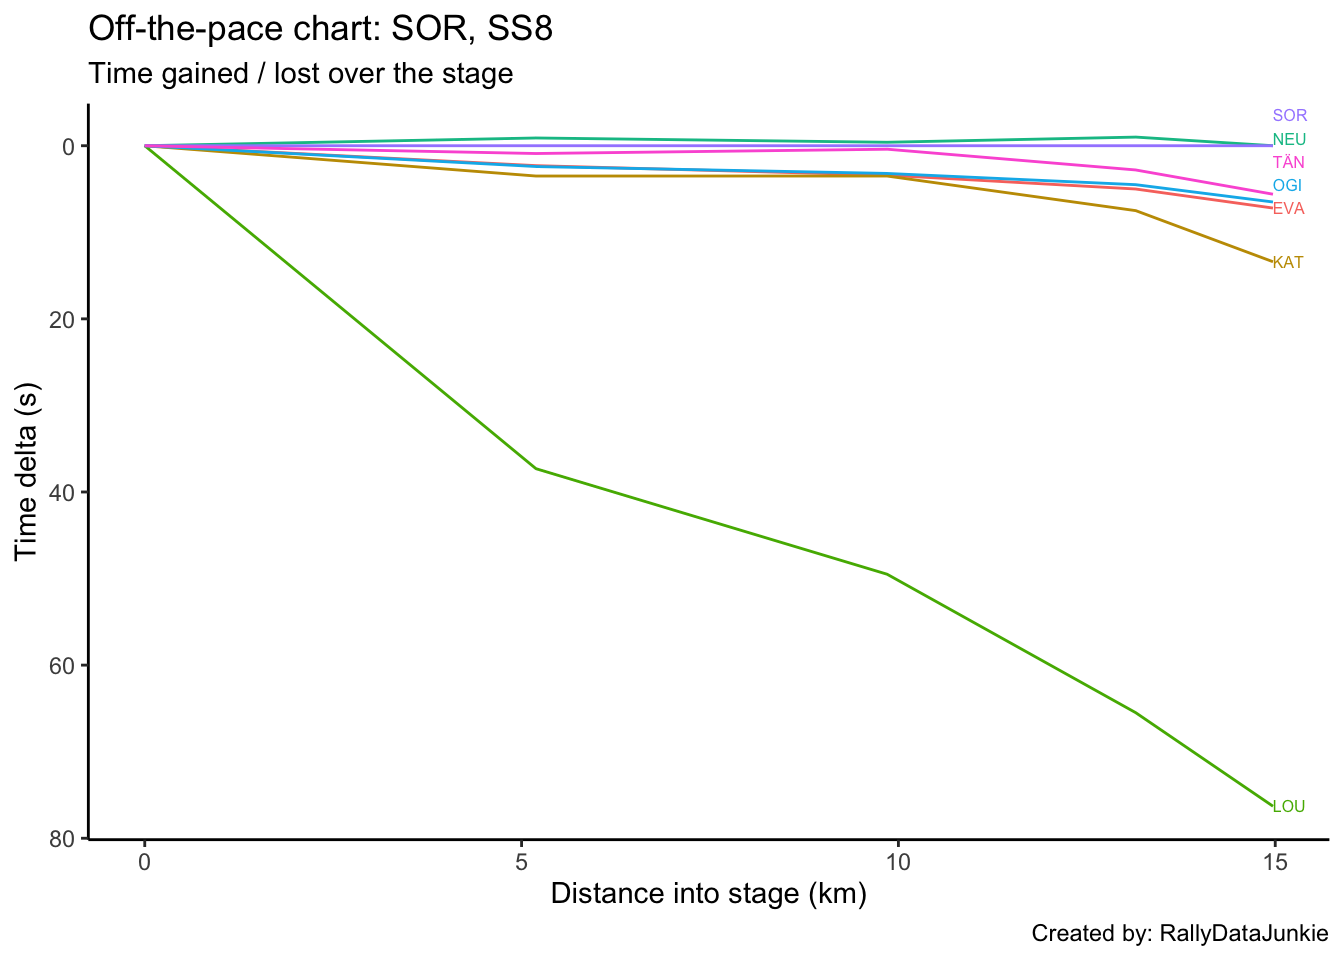 Off-the-pace chart: SOR, SS8
Time gained / lost over the stage
Time delta (s)
0
20
40
60
80
SOR
NEU
TÄN
OGI
EVA
KAT
LOU
0 5 10 15
Distance into stage (km)
Created by: RallyDataJunkie